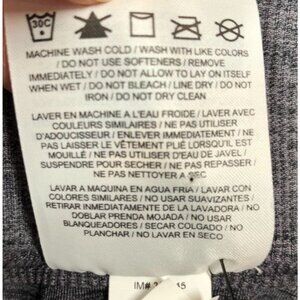 30C
MACHINE WASH COLD / WASH WITH LIKE COLORS
/ DO NOT USE SOFTENERS / REMOVE
IMMEDIATELY / DO NOT ALLOW TO LAY ON ITSELF
WHEN WET / DO NOT BLEACH / LINE DRY / DO NOT
IRON / DO NOT DRY CLEAN
LAVER EN MACHINE A L'EAU FROIDE / LAVER AVEC
COULEURS SIMILAIRES / NE PAS UTILISER
D'ADOUCISSEUR / ENLEVER IMMÉDIATEMENT / NE
PAS LAISSER LE VÊTEMENT PLIÉ LORSQU'IL EST
MOUILLÉ / NE PAS UTILISER D'EAU DE JAVEL /
SUSPENDRE POUR SÉCHER / NE PAS REPASSER /
NE PAS NETTOYER A SEC
LAVAR A MAQUINA EN AGUA FRIA / LAVAR CON
COLORES SIMILARES / NO USAR SUAVIZANTES /
RETIRAR INMEDIATAMENTE DE LA LAVADORA / NO
DOBLAR PRENDA MOJADA / NO USAR
BLANQUEADORES / SECAR COLGADO / NO
PLANCHAR / NO LAVAR EN SECO
IM#